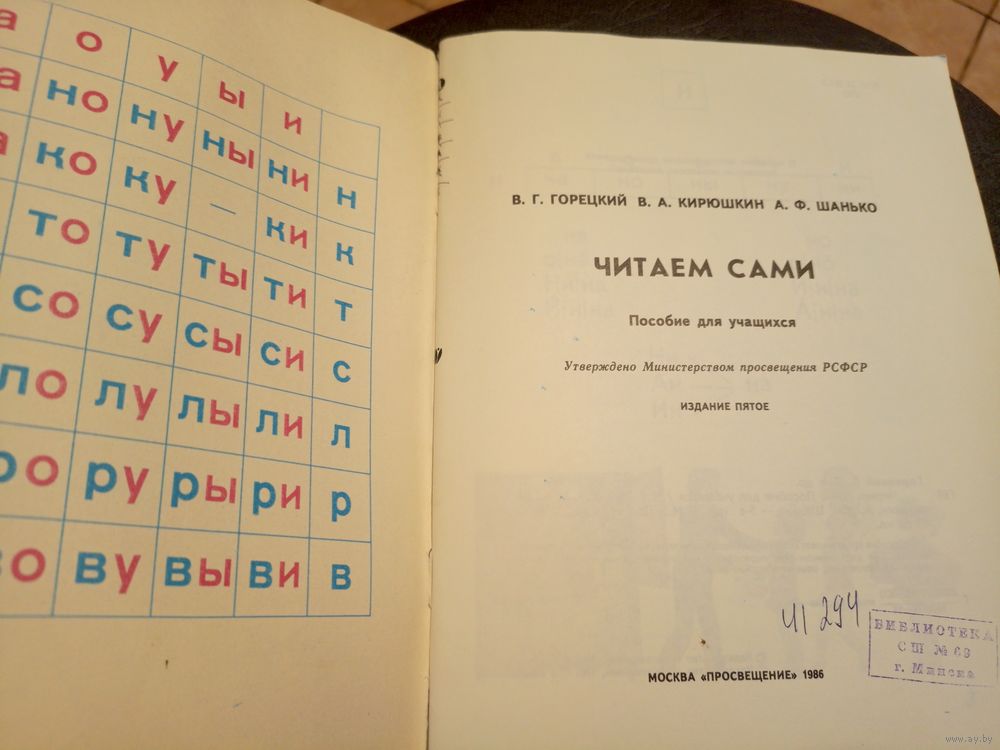 а о у ы и
а но ну ны ни н
а ко ку — ки к
то ту ты ти т
со су сы си с
ло лу лы ли л
ро ру ры ри р
во ву вы ви в
В. Г. ГОРЕЦКИЙ В. А. КИРЮШКИН А. Ф. ШАНЬКО
ЧИТАЕМ САМИ
Пособие для учащихся
Утверждено Министерством просвещения РСФСР
ИЗДАНИЕ ПЯТОЕ
41 294
БИБЛИОТЕКА
СШ № 69
г. Минска
МОСКВА «ПРОСВЕЩЕНИЕ» 1986
www.ay.by